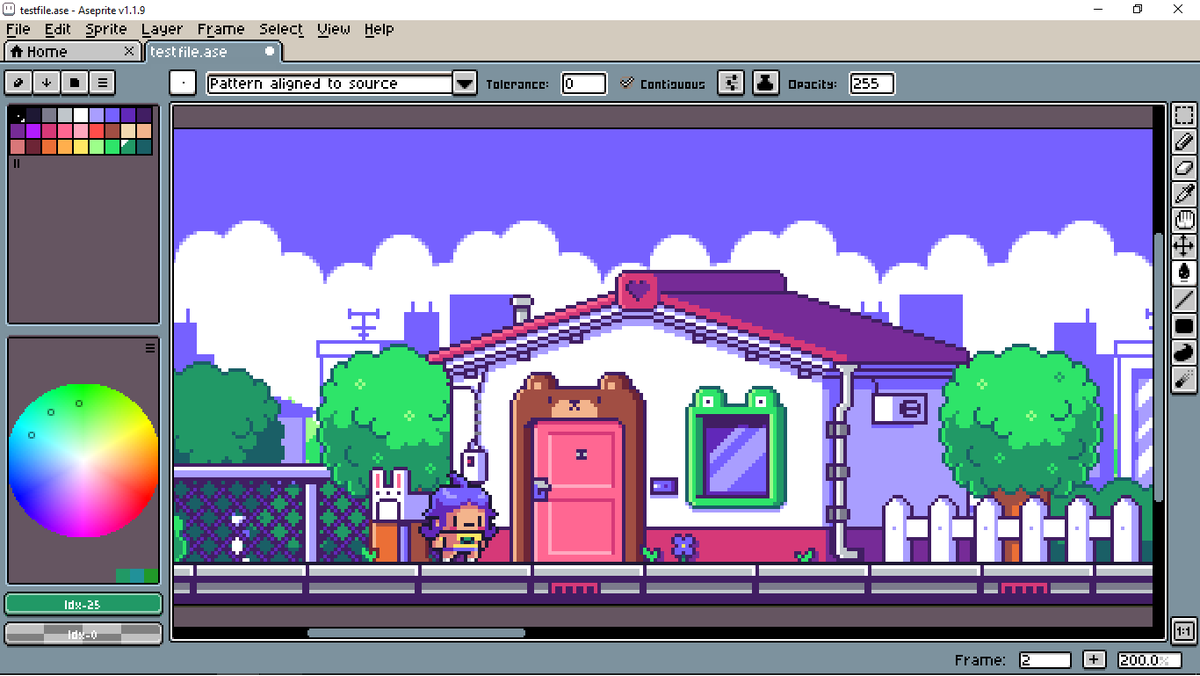 testfile.ase - Aseprite v1.1.9
File Edit Sprite Layer Frame Select View Help
Home testfile.ase
Pattern aligned to source Tolerance: 0 Contiguous Opacity: 255
Idx-25
Idx-0
1:1
Frame: 2 + 200.0%